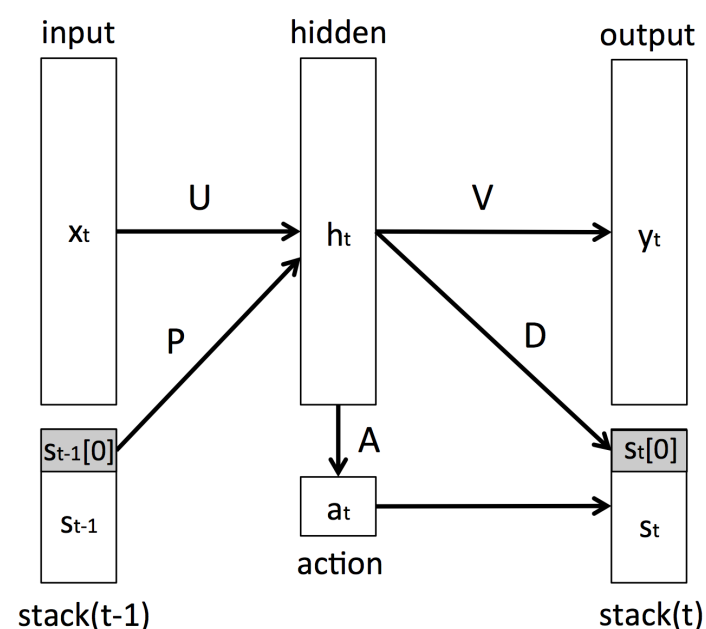 input
hidden
output
U
V
xt
ht
yt
P
D
st-1[0]
A
st[0]
st-1
at
st
action
stack(t-1)
stack(t)